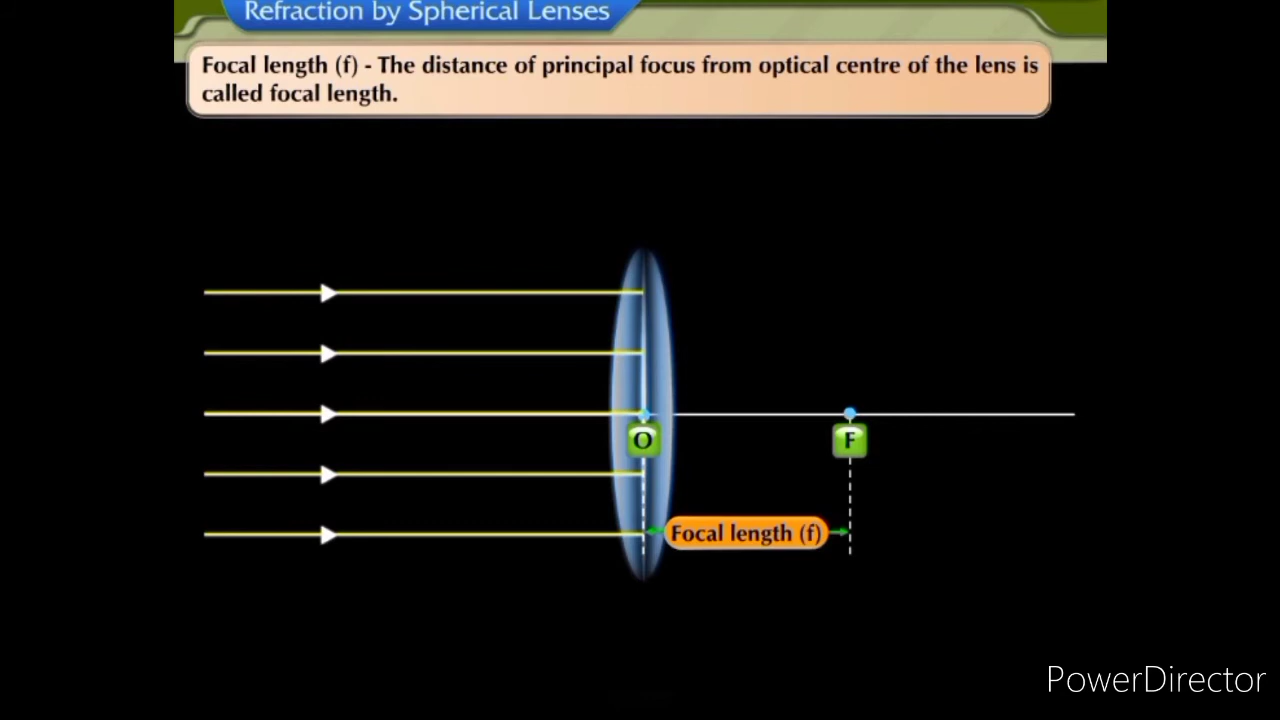 Refraction by Spherical Lenses
Focal length (f) - The distance of principal focus from optical centre of the lens is
called focal length.
O
F
Focal length (f)
PowerDirector